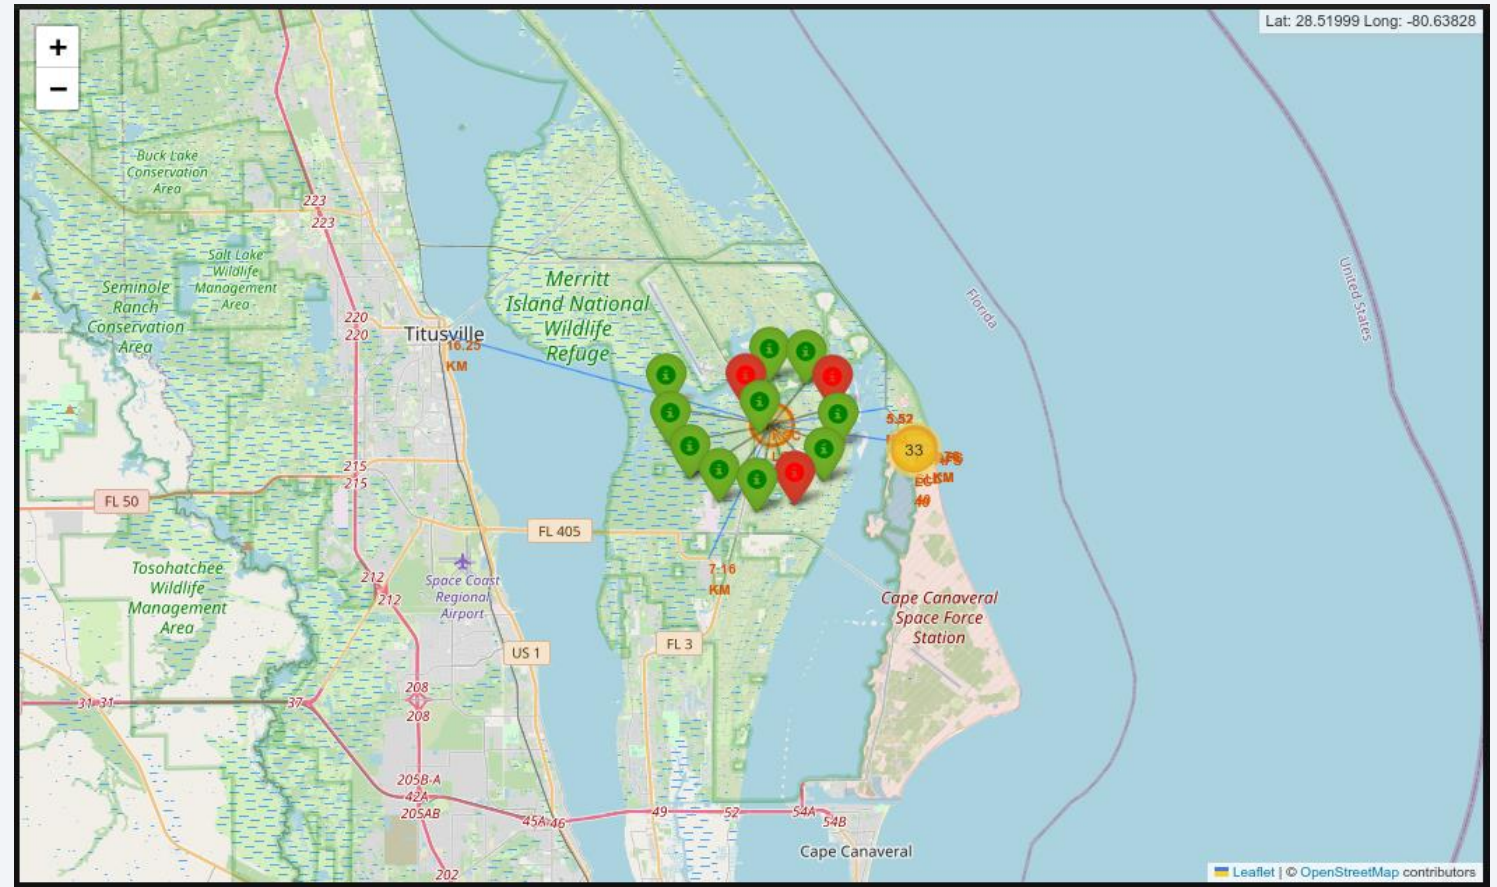 +
−
Lat: 28.51999 Long: -80.63828
Buck Lake
Conservation
Area
223
223
Salt Lake
Wildlife
Management
Area
Seminole
Ranch
Conservation
Area
220
220
Titusville
16.25
KM
Merritt
Island National
Wildlife
Refuge
Florida
United States
5.52
33
KM
40
215
215
FL 50
FL 405
7.16
KM
Tosohatchee
Wildlife
Management
Area
212
212
Space Coast
Regional
Airport
Cape Canaveral
Space Force
Station
US 1
FL 3
31-31
37
208
208
205B-A
42A
205AB
45A
46
49
52
54A
54B
Cape Canaveral
202
Leaflet | © OpenStreetMap contributors